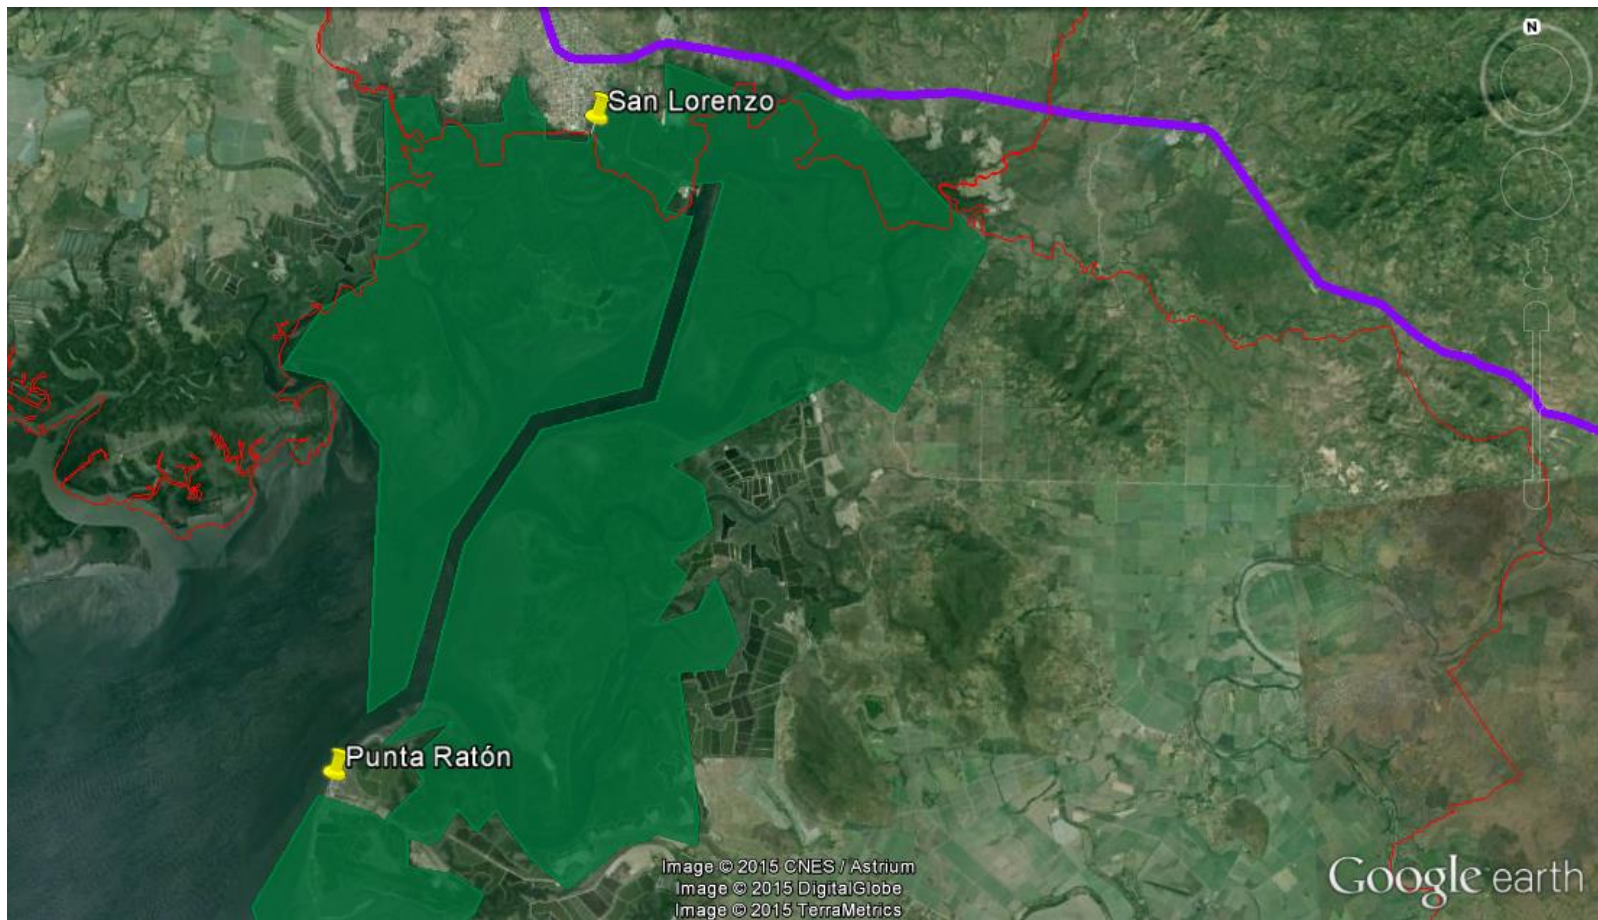 N
San Lorenzo
Punta Ratón
Image © 2015 CNES / Astrium
Image © 2015 DigitalGlobe
Image © 2015 TerraMetrics
Google earth